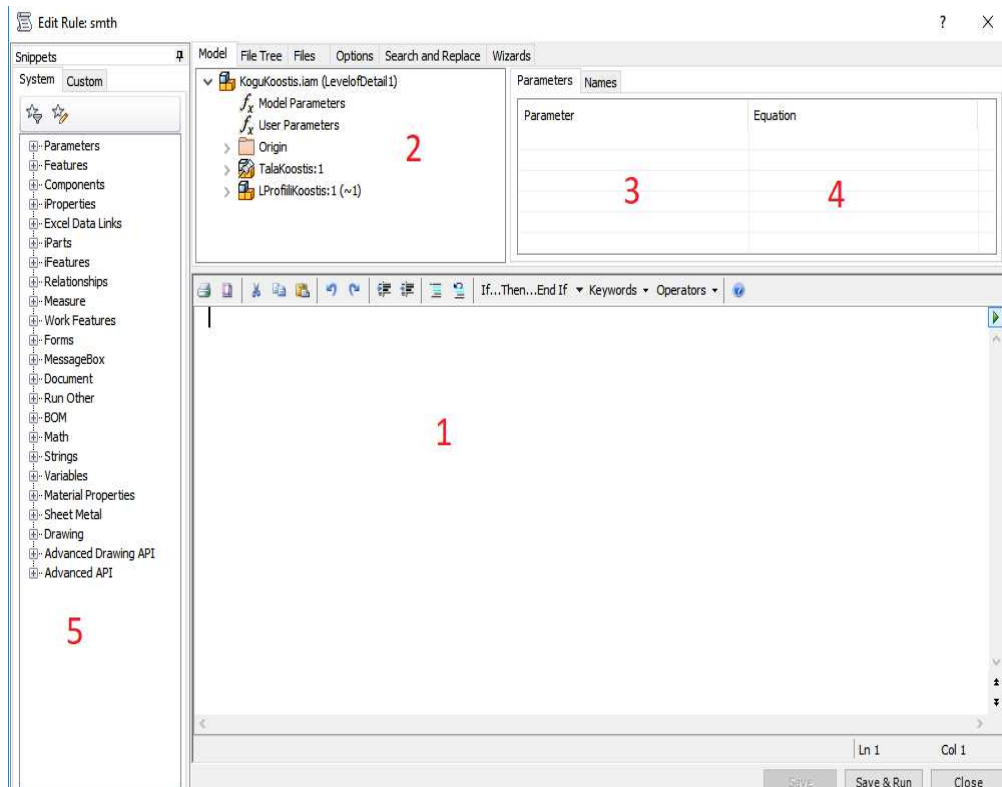 Edit Rule: smth
?
X
Snippets
System
Custom
Parameters
Features
Components
iProperties
Excel Data Links
iParts
iFeatures
Relationships
Measure
Work Features
Forms
MessageBox
Document
Run Other
BOM
Math
Strings
Variables
Material Properties
Sheet Metal
Drawing
Advanced Drawing API
Advanced API
5
Model
File Tree
Files
Options
Search and Replace
Wizards
KoguKoostis.iam (LevelofDetail1)
fx Model Parameters
fx User Parameters
Origin
TalaKoostis:1
LProfiiliKoostis:1 (~1)
2
Parameters
Names
Parameter
Equation
3
4
If...Then...End If
Keywords
Operators
1
Ln 1
Col 1
Save
Save & Run
Close